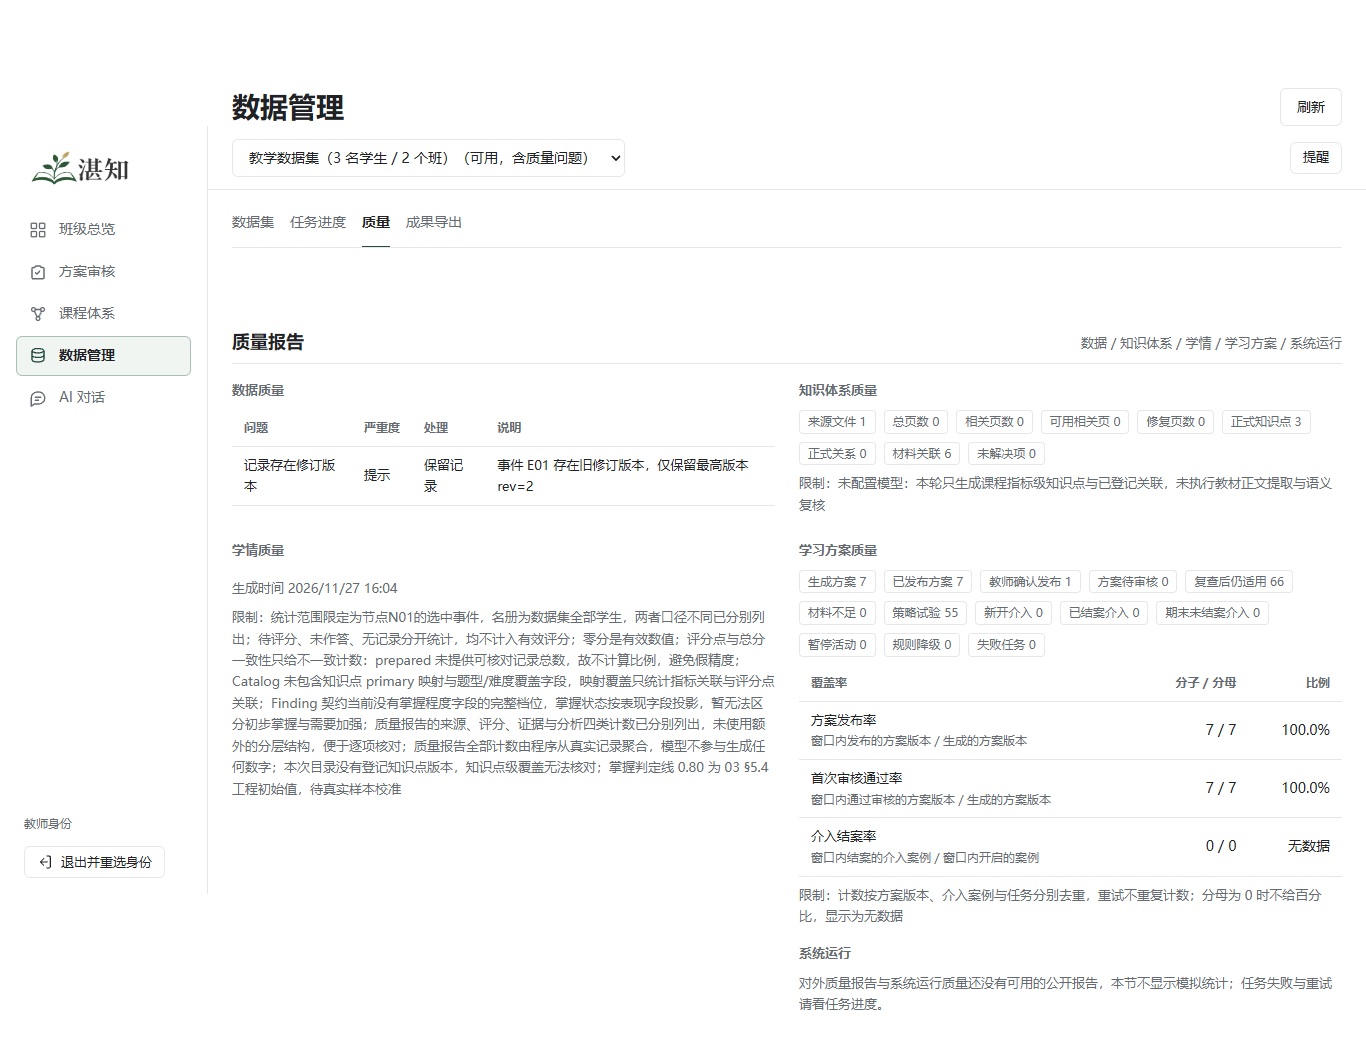 湛知
班级总览
方案审核
课程体系
数据管理
AI 对话
教师身份
退出并重选身份
数据管理
刷新
教学数据集（3 名学生 / 2 个班）（可用，含质量问题）
提醒
数据集 任务进度 质量 成果导出
质量报告
数据 / 知识体系 / 学情 / 学习方案 / 系统运行
数据质量
问题 严重度 处理 说明
记录存在修订版
本
提示
保留记
录
事件 E01 存在旧修订版本，仅保留最高版本
rev=2
学情质量
生成时间 2026/11/27 16:04
限制：统计范围限定为节点N01的选中事件，名册为数据集全部学生，两者口径不同已分别列
出；待评分、未作答、无记录分开统计，均不计入有效评分；零分是有效数值；评分点与总分
一致性只给不一致计数：prepared 未提供可核对记录总数，故不计算比例，避免假精度；
Catalog 未包含知识点 primary 映射与题型/难度覆盖字段，映射覆盖只统计指标关联与评分点
关联；Finding 契约当前没有掌握程度字段的完整档位，掌握状态按表现字段投影，暂无法区
分初步掌握与需要加强；质量报告的来源、评分、证据与分析四类计数已分别列出，未使用额
外的分层结构，便于逐项核对；质量报告全部计数由程序从真实记录聚合，模型不参与生成任
何数字；本次目录没有登记知识点版本，知识点级覆盖无法核对；掌握判定线 0.80 为 03 §5.4
工程初始值，待真实样本校准
知识体系质量
来源文件 1 总页数 0 相关页数 0 可用相关页 0 修复页数 0 正式知识点 3
正式关系 0 材料关联 6 未解决项 0
限制：未配置模型：本轮只生成课程指标级知识点与已登记关联，未执行教材正文提取与语义
复核
学习方案质量
生成方案 7 已发布方案 7 教师确认发布 1 方案待审核 0 复查后仍适用 66
材料不足 0 策略试验 55 新开介入 0 已结案介入 0 期末未结案介入 0
暂停活动 0 规则降级 0 失败任务 0
覆盖率 分子 / 分母 比例
方案发布率
窗口内发布的方案版本 / 生成的方案版本
7 / 7 100.0%
首次审核通过率
窗口内通过审核的方案版本 / 生成的方案版本
7 / 7 100.0%
介入结案率
窗口内结案的介入案例 / 窗口内开启的案例
0 / 0 无数据
限制：计数按方案版本、介入案例与任务分别去重，重试不重复计数；分母为 0 时不给百分
比，显示为无数据
系统运行
对外质量报告与系统运行质量还没有可用的公开报告，本节不显示模拟统计；任务失败与重试
请看任务进度。